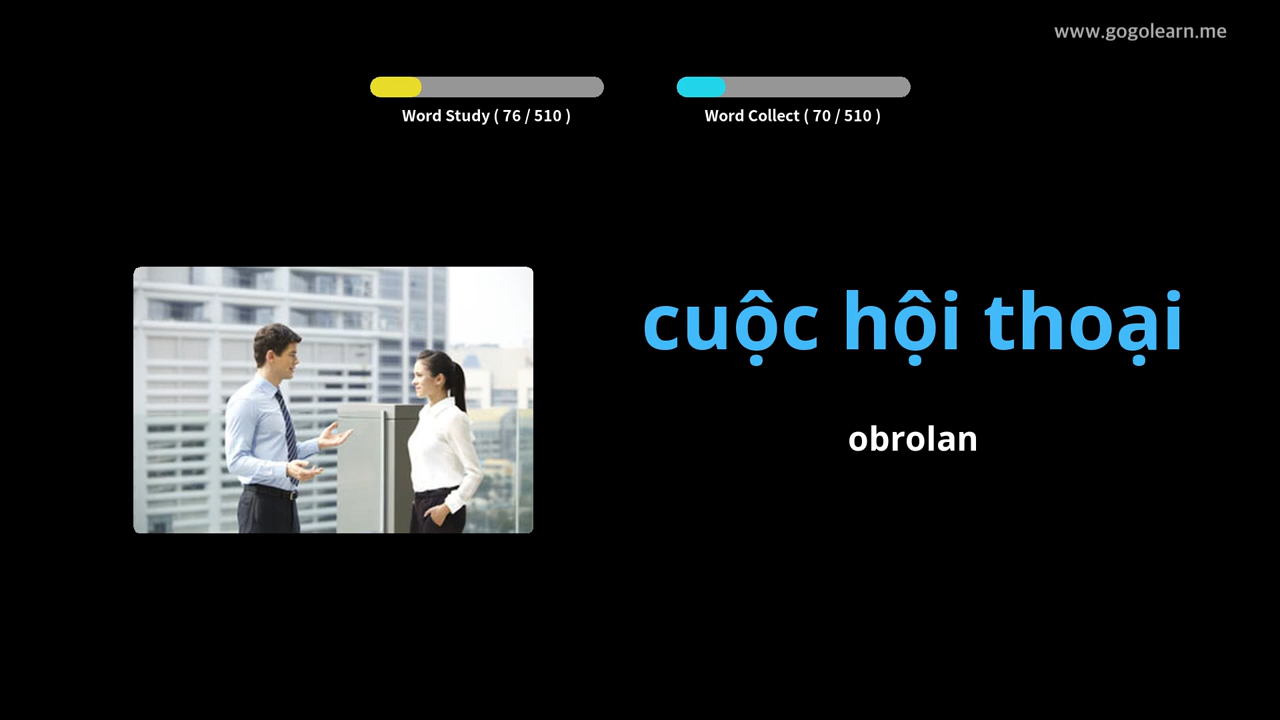 www.gogolearn.me
Word Study ( 76 / 510 )
Word Collect ( 70 / 510 )
cuộc hội thoại
obrolan